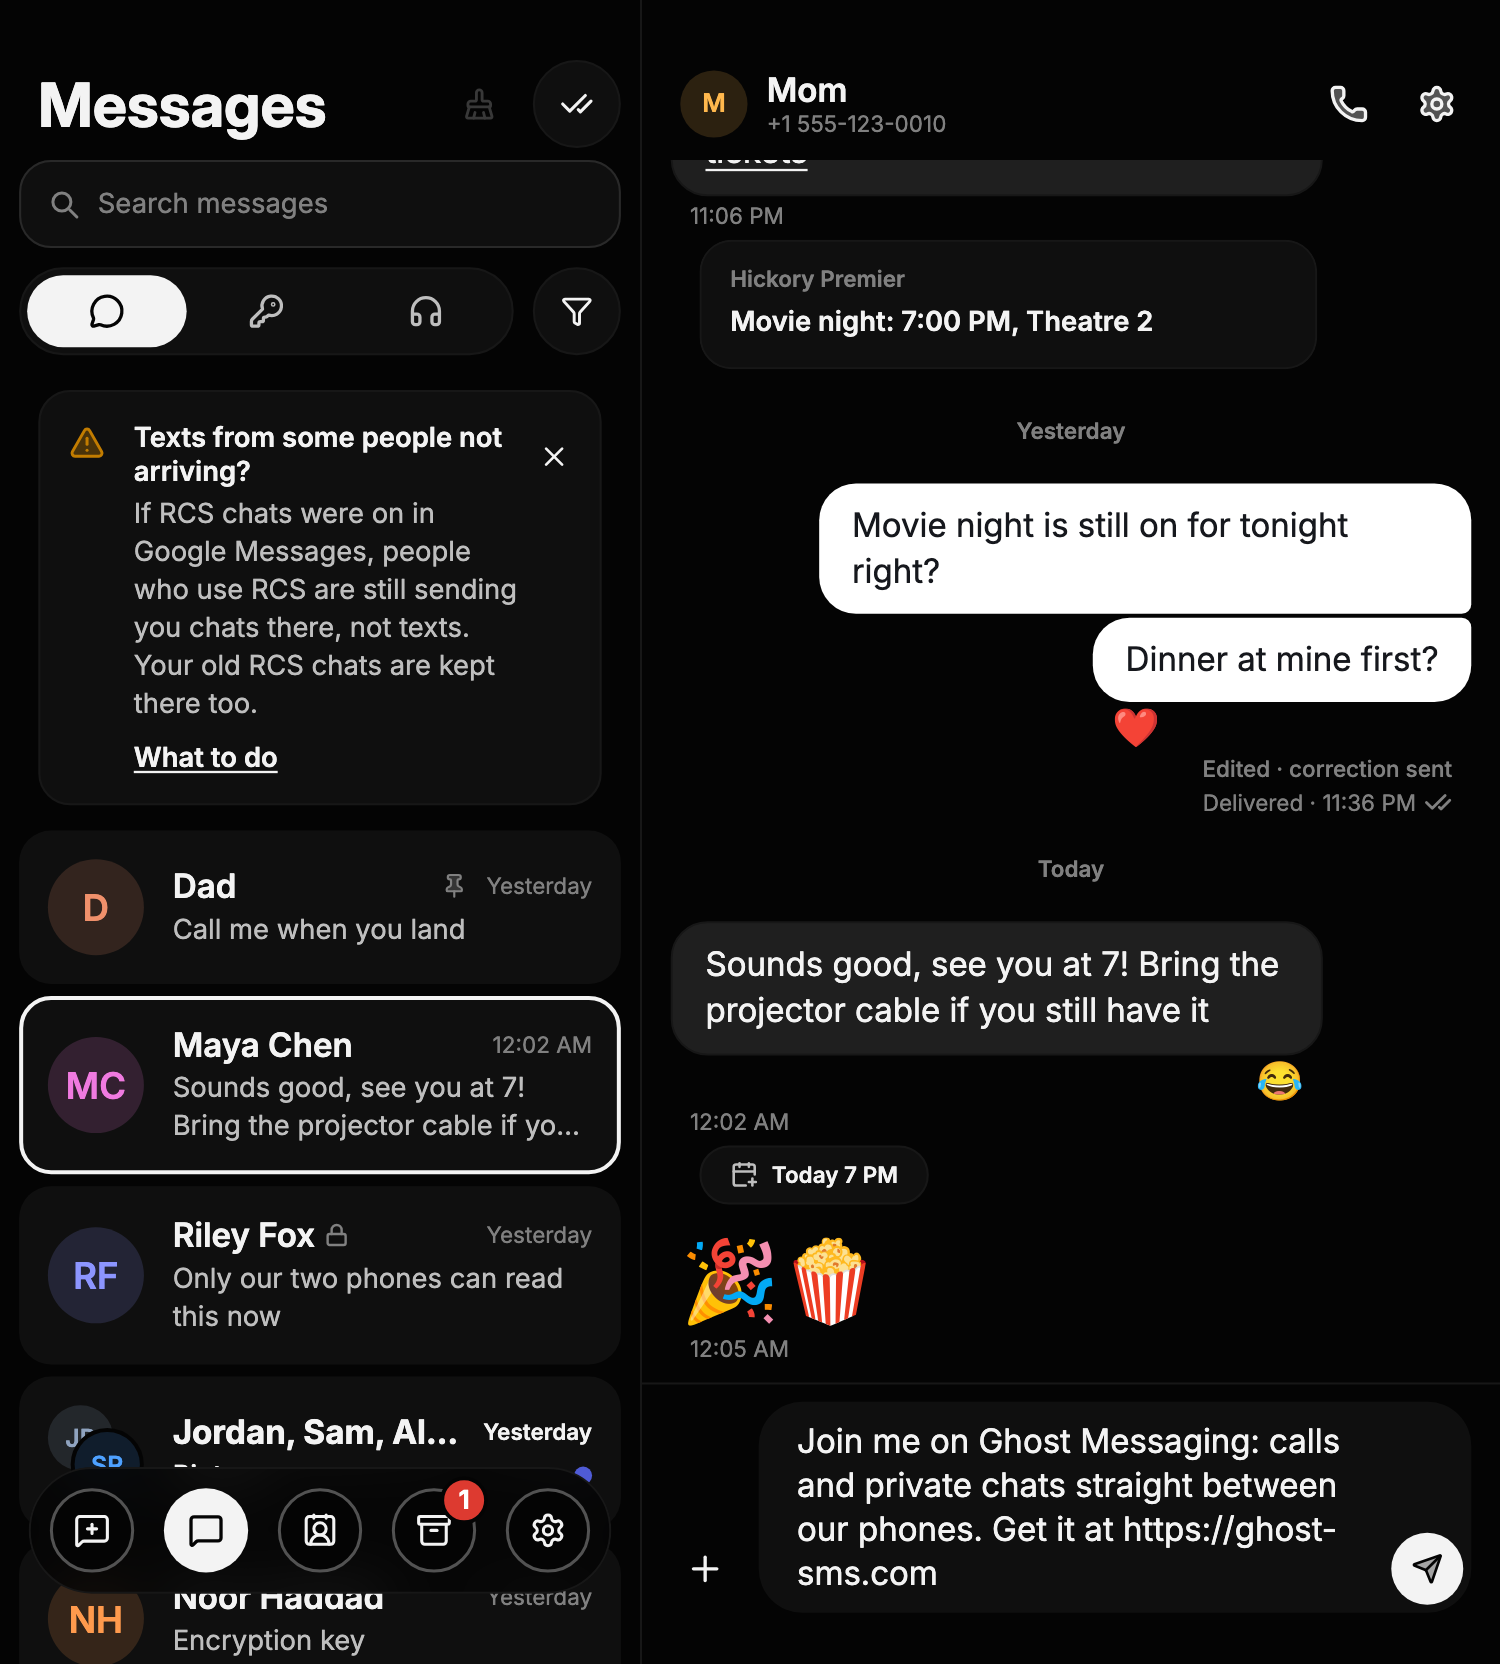 Messages
Search messages
Texts from some people not
arriving?
If RCS chats were on in
Google Messages, people
who use RCS are still sending
you chats there, not texts.
Your old RCS chats are kept
there too.
What to do
D
Dad
Yesterday
Call me when you land
MC
Maya Chen
12:02 AM
Sounds good, see you at 7!
Bring the projector cable if yo...
RF
Riley Fox
Yesterday
Only our two phones can read
this now
SR
Jordan, Sam, Al...
Yesterday
1
NH
Noor Haddad
Yesterday
Encryption key
M
Mom
+1 555-123-0010
tickets
11:06 PM
Hickory Premier
Movie night: 7:00 PM, Theatre 2
Yesterday
Movie night is still on for tonight
right?
Dinner at mine first?
Edited · correction sent
Delivered · 11:36 PM
Today
Sounds good, see you at 7! Bring the
projector cable if you still have it
12:02 AM
Today 7 PM
12:05 AM
Join me on Ghost Messaging: calls
and private chats straight between
our phones. Get it at https://ghost-
sms.com